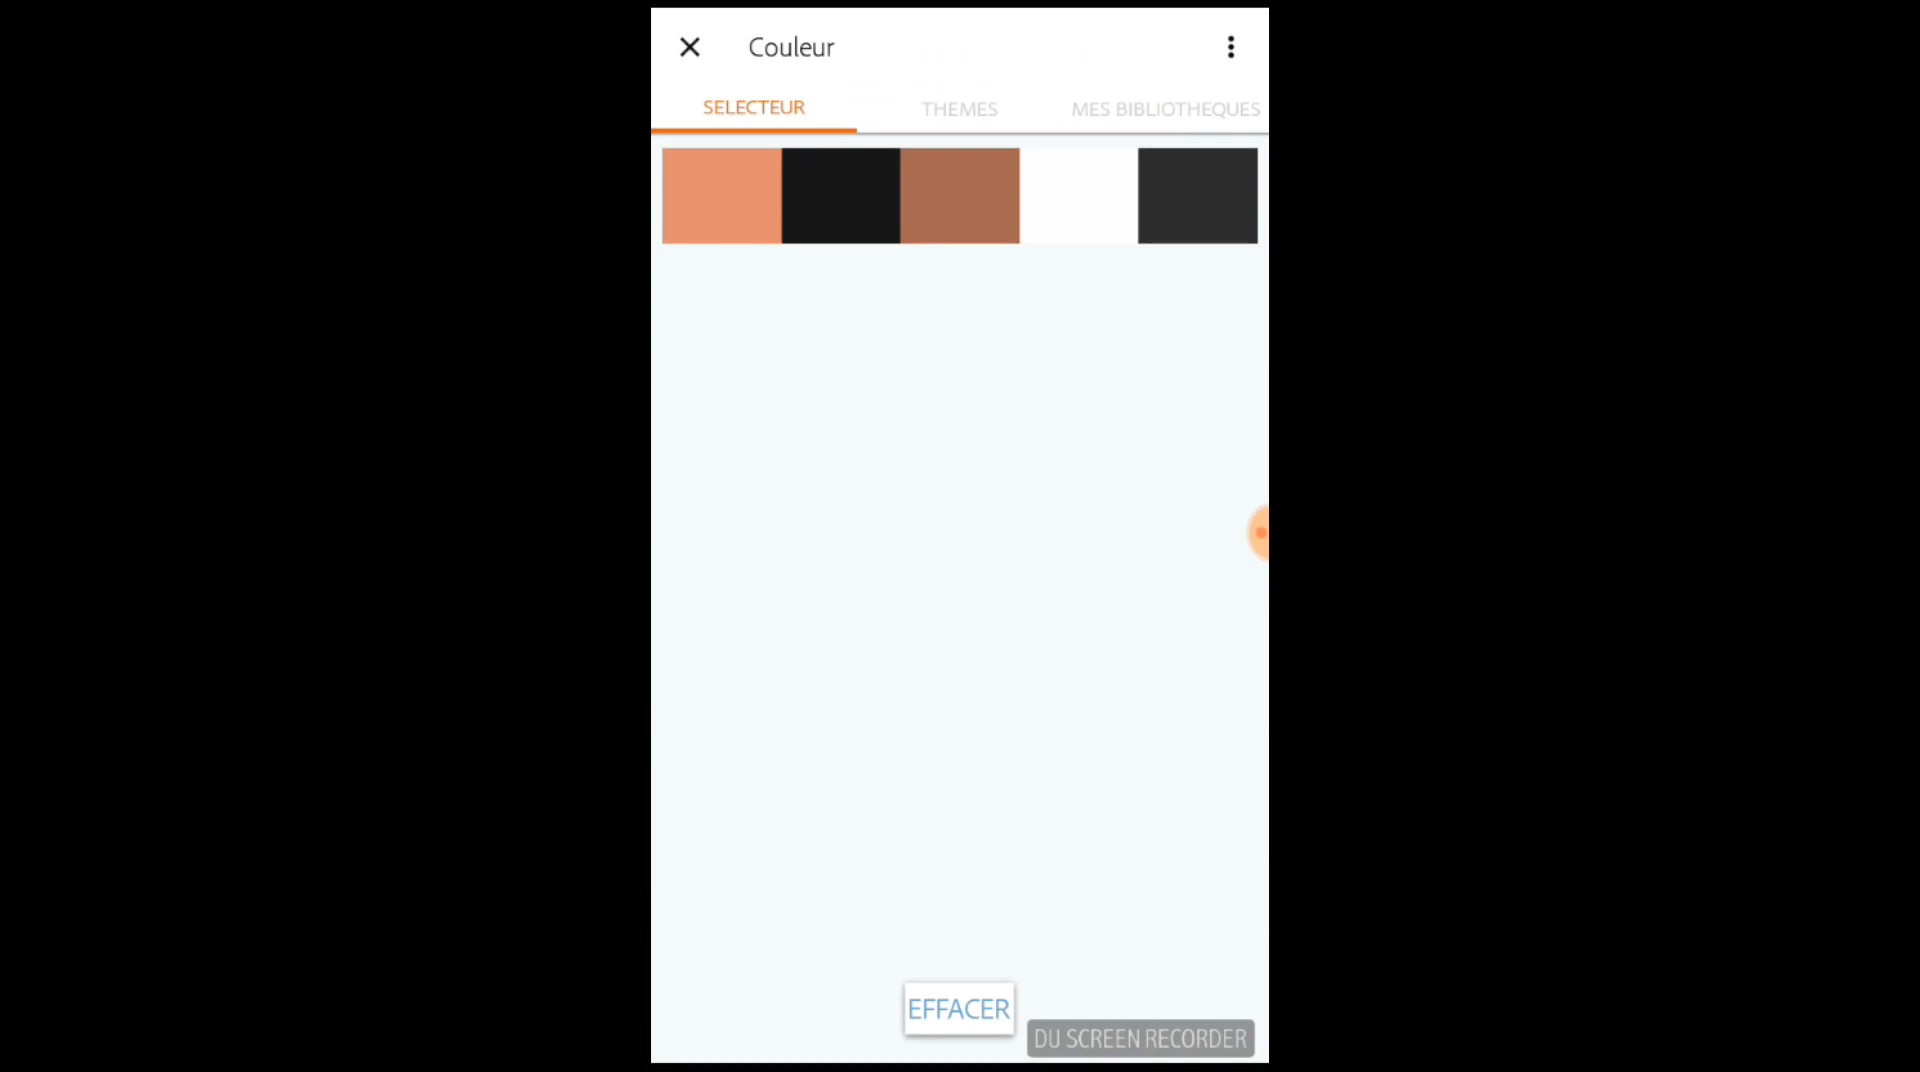 Couleur
SELECTEUR THEMES MES BIBLIOTHEQUES
EFFACER
DU SCREEN RECORDER